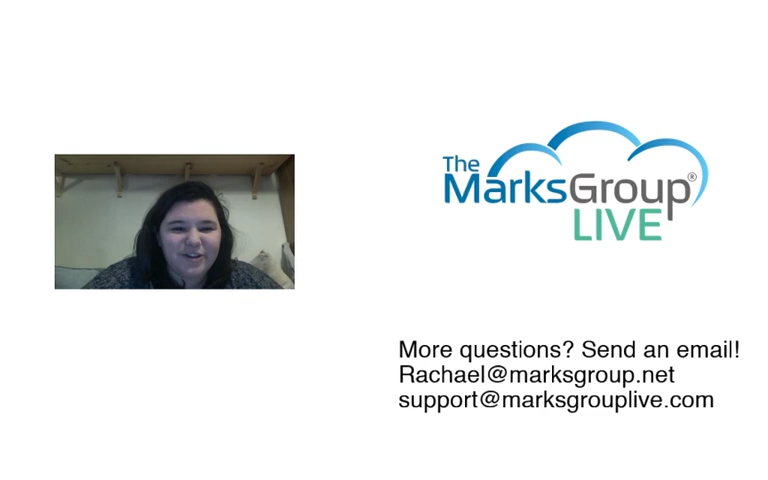 The
MarksGroup®
LIVE
More questions? Send an email!
Rachael@marksgroup.net
support@marksgrouplive.com